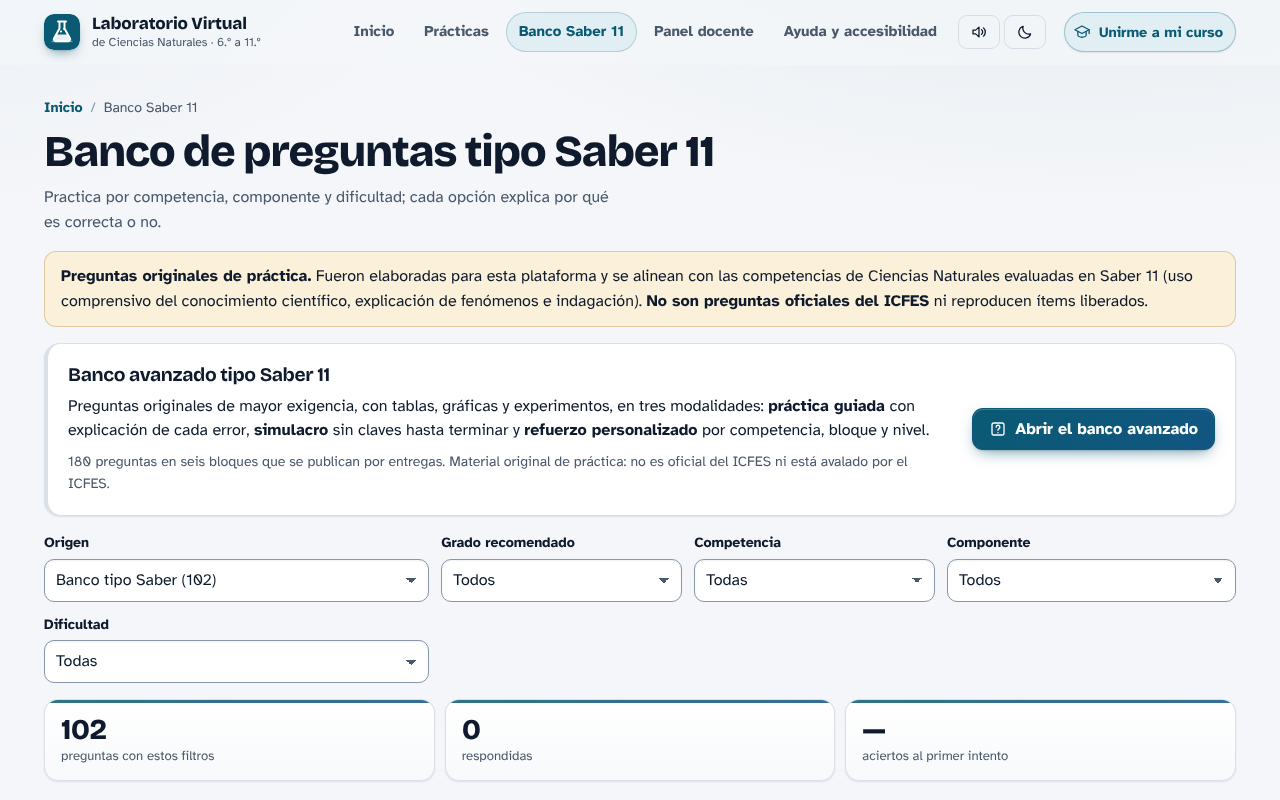 Laboratorio Virtual
de Ciencias Naturales · 6.° a 11.°
Inicio
Prácticas
Banco Saber 11
Panel docente
Ayuda y accesibilidad
Unirme a mi curso
Inicio / Banco Saber 11
Banco de preguntas tipo Saber 11
Practica por competencia, componente y dificultad; cada opción explica por qué
es correcta o no.
Preguntas originales de práctica. Fueron elaboradas para esta plataforma y se alinean con las competencias de Ciencias Naturales evaluadas en Saber 11 (uso
comprensivo del conocimiento científico, explicación de fenómenos e indagación). No son preguntas oficiales del ICFES ni reproducen ítems liberados.
Banco avanzado tipo Saber 11
Preguntas originales de mayor exigencia, con tablas, gráficas y experimentos, en tres modalidades: práctica guiada con
explicación de cada error, simulacro sin claves hasta terminar y refuerzo personalizado por competencia, bloque y nivel.
180 preguntas en seis bloques que se publican por entregas. Material original de práctica: no es oficial del ICFES ni está avalado por el
ICFES.
Abrir el banco avanzado
Origen
Grado recomendado
Competencia
Componente
Banco tipo Saber (102)
Todos
Todas
Todos
Dificultad
Todas
102
preguntas con estos filtros
0
respondidas
—
aciertos al primer intento